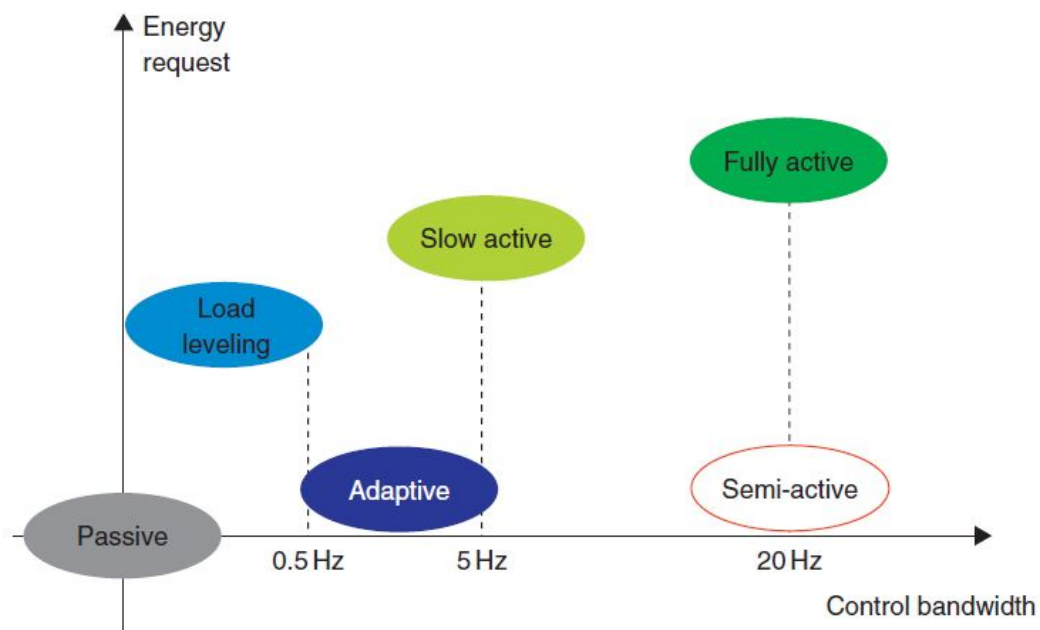 Energy
request
Fully active
Slow active
Load
leveling
Adaptive
Semi-active
Passive
0.5 Hz
5 Hz
20 Hz
Control bandwidth